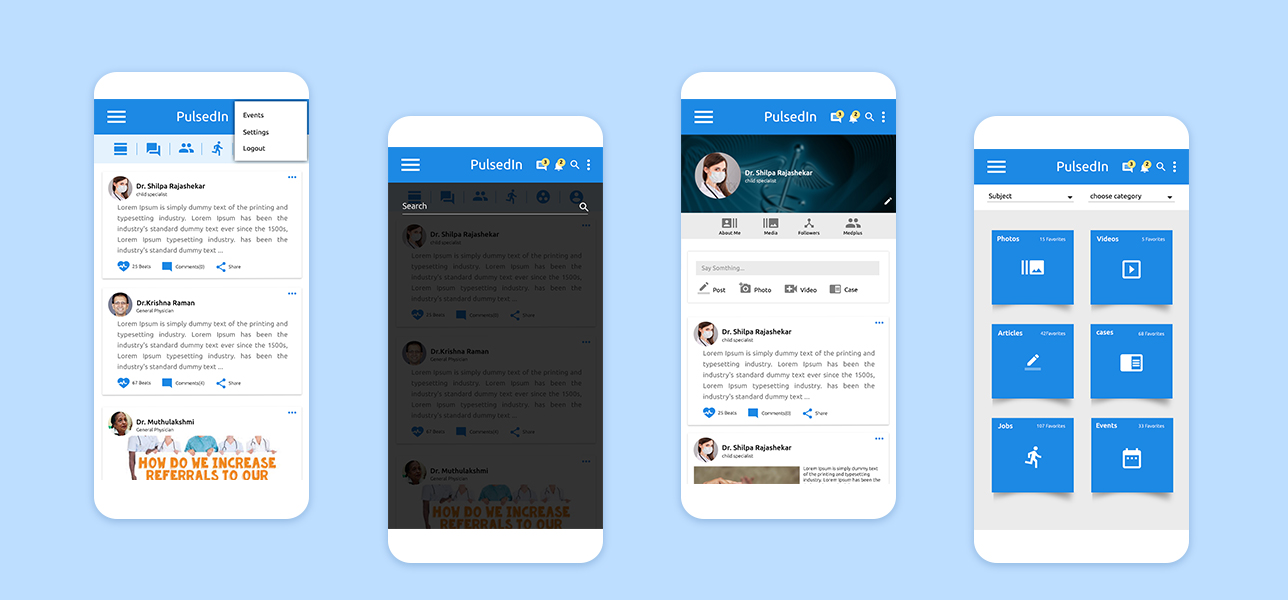 PulsedIn
Events
Settings
Logout
Dr. Shilpa Rajashekar
child specialist
Lorem Ipsum is simply dummy text of the printing and
typesetting industry. Lorem Ipsum has been the
industry's standard dummy text ever since the 1500s,
Lorem Ipsum typesetting industry. has been the
industry's standard dummy text ...
25 Beats
Comments(0)
Share
Dr.Krishna Raman
General Physician
Lorem Ipsum is simply dummy text of the printing and
typesetting industry. Lorem Ipsum has been the
industry's standard dummy text ever since the 1500s,
Lorem Ipsum typesetting industry. has been the
industry's standard dummy text ...
67 Beats
Comments(4)
Share
Dr. Muthulakshmi
General Physician
HOW DO WE INCREASE
REFERRALS TO OUR
PulsedIn
Search
Dr. Shilpa Rajashekar
child specialist
Lorem Ipsum is simply dummy text of the printing and
typesetting industry. Lorem Ipsum has been the
industry's standard dummy text ever since the 1500s,
Lorem Ipsum typesetting industry. has been the
industry's standard dummy text ...
25 Beats
Comments(0)
Share
Dr.Krishna Raman
General Physician
Lorem Ipsum is simply dummy text of the printing and
typesetting industry. Lorem Ipsum has been the
industry's standard dummy text ever since the 1500s,
Lorem Ipsum typesetting industry. has been the
industry's standard dummy text ...
67 Beats
Comments(4)
Share
Dr. Muthulakshmi
General Physician
HOW DO WE INCREASE
REFERRALS TO OUR
PulsedIn
Dr. Shilpa Rajashekar
child specialist
About Me
Media
Followers
Medplus
Say Somthing...
Post
Photo
Video
Case
Dr. Shilpa Rajashekar
child specialist
Lorem Ipsum is simply dummy text of the printing and
typesetting industry. Lorem Ipsum has been the
industry's standard dummy text ever since the 1500s,
Lorem Ipsum typesetting industry. has been the
industry's standard dummy text ...
25 Beats
Comments(0)
Share
Dr. Shilpa Rajashekar
child specialist
Lorem Ipsum is simply dummy text
of the printing and typesetting
industry. Lorem Ipsum has been the
PulsedIn
Subject
choose category
Photos
15 Favorites
Videos
5 Favorites
Articles
42Favorites
cases
68 Favorites
Jobs
107 Favorites
Events
33 Favorites